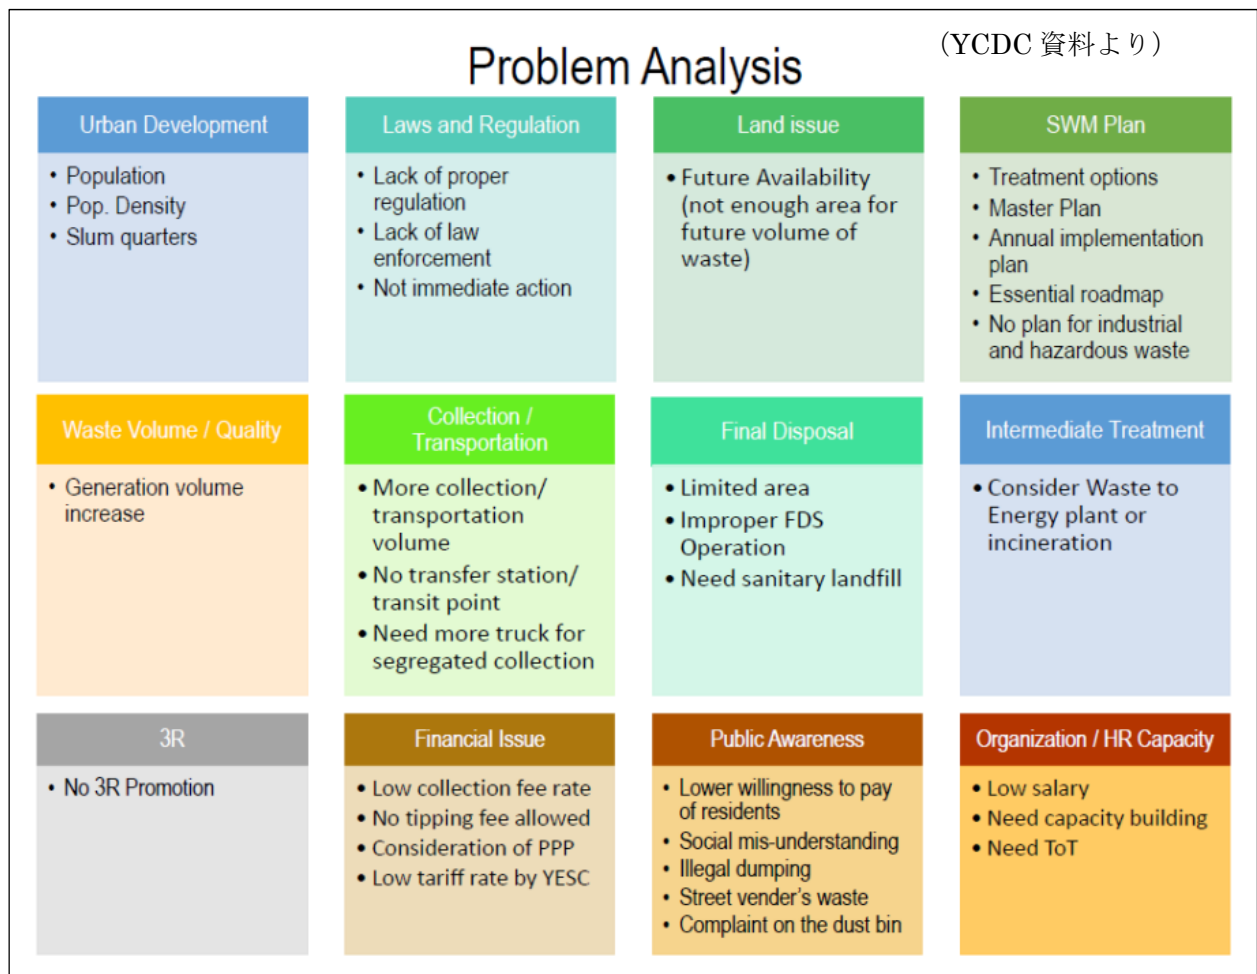 (YCDC 資料より)
Problem Analysis
Urban Development
• Population
• Pop. Density
• Slum quarters
Laws and Regulation
• Lack of proper
regulation
• Lack of law
enforcement
• Not immediate action
Land issue
• Future Availability
(not enough area for
future volume of
waste)
SWM Plan
• Treatment options
• Master Plan
• Annual implementation
plan
• Essential roadmap
• No plan for industrial
and hazardous waste
Waste Volume / Quality
• Generation volume
increase
Collection /
Transportation
• More collection/
transportation
volume
• No transfer station/
transit point
• Need more truck for
segregated collection
Final Disposal
• Limited area
• Improper FDS
Operation
• Need sanitary landfill
Intermediate Treatment
• Consider Waste to
Energy plant or
incineration
3R
• No 3R Promotion
Financial Issue
• Low collection fee rate
• No tipping fee allowed
• Consideration of PPP
• Low tariff rate by YESC
Public Awareness
• Lower willingness to pay
of residents
• Social mis-understanding
• Illegal dumping
• Street vender's waste
• Complaint on the dust bin
Organization / HR Capacity
• Low salary
• Need capacity building
• Need ToT